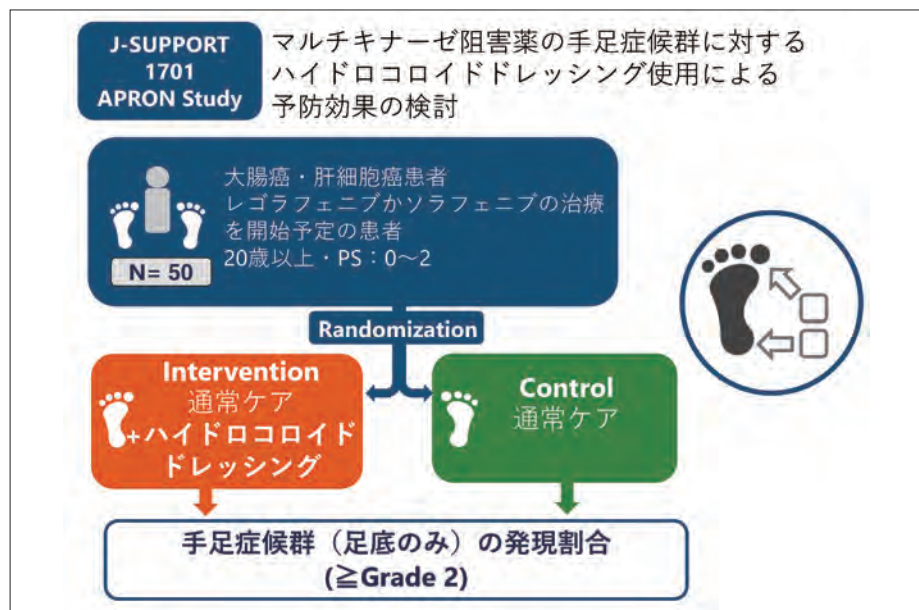 J-SUPPORT
1701
APRON Study
マルチキナーゼ阻害薬の手足症候群に対する
ハイドロコロイドドレッシング使用による
予防効果の検討
大腸癌・肝細胞癌患者
レゴラフェニブかソラフェニブの治療
を開始予定の患者
20歳以上・PS：0～2
N= 50
Randomization
Intervention
通常ケア
+ハイドロコロイド
ドレッシング
Control
通常ケア
手足症候群（足底のみ）の発現割合
(≧Grade 2)